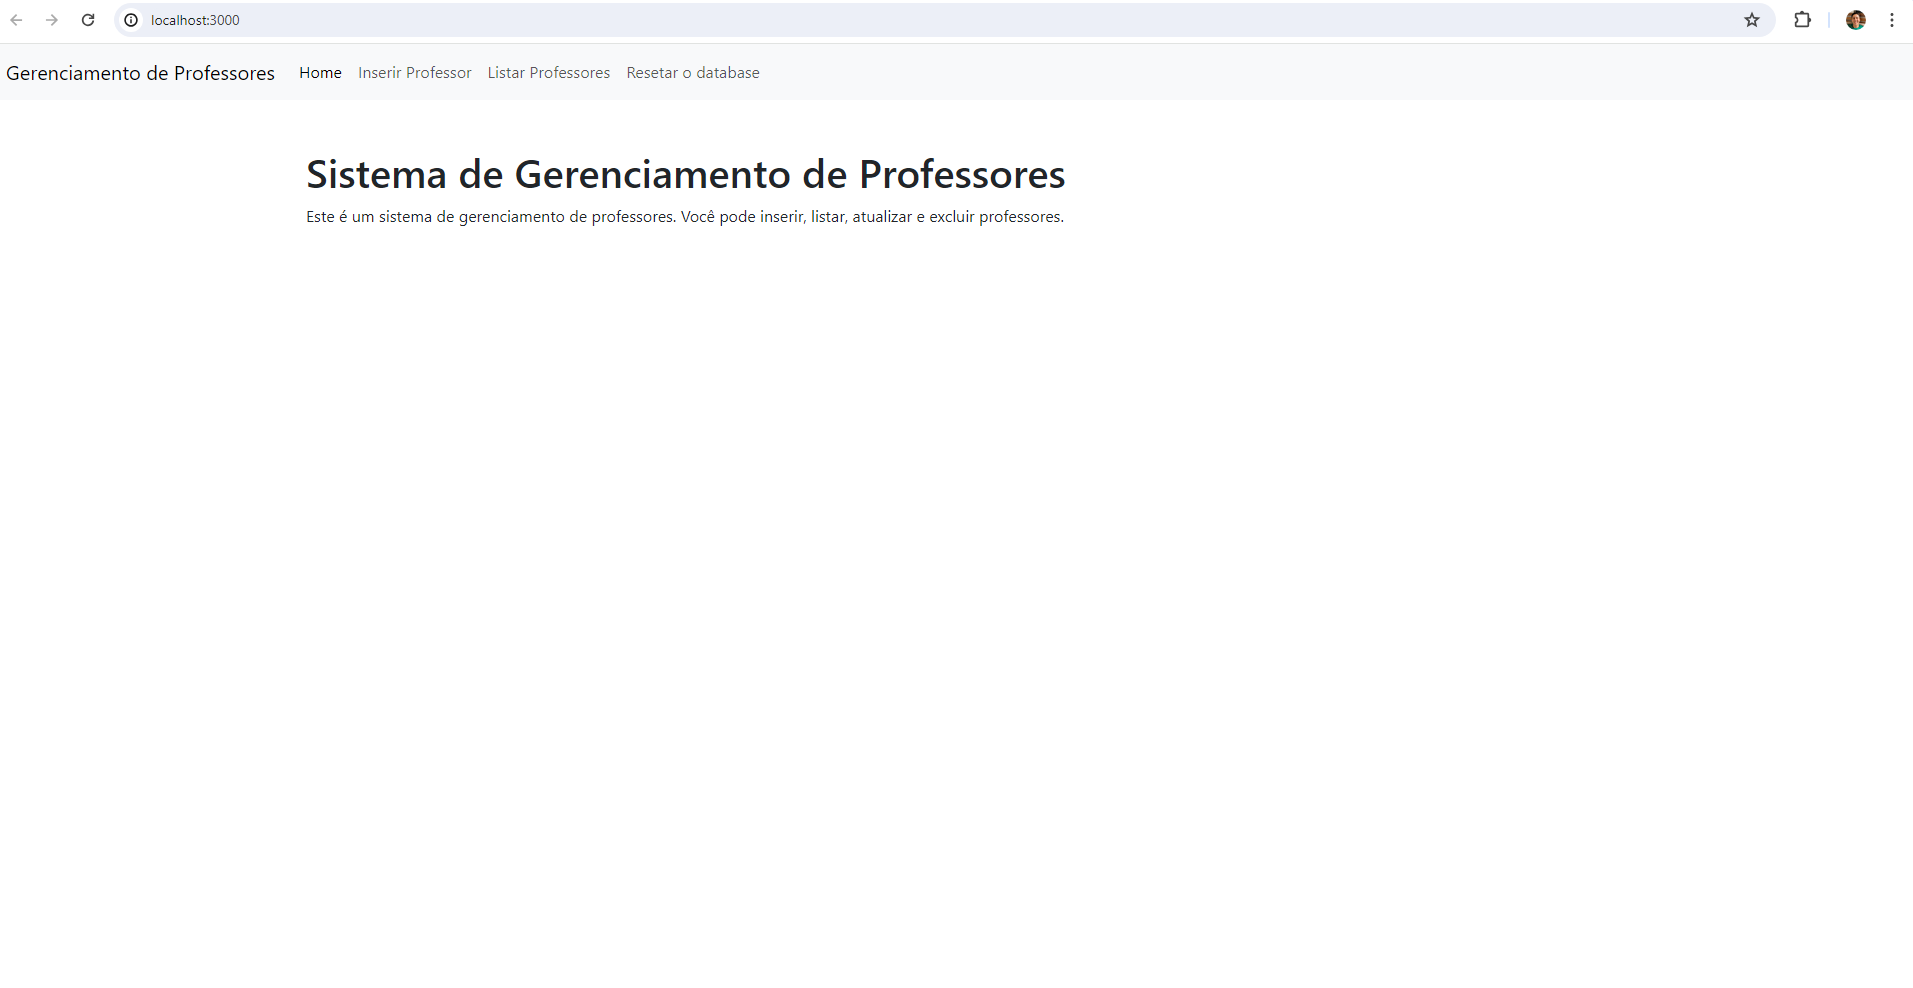 localhost:3000
Gerenciamento de Professores Home Inserir Professor Listar Professores Resetar o database
Sistema de Gerenciamento de Professores
Este é um sistema de gerenciamento de professores. Você pode inserir, listar, atualizar e excluir professores.